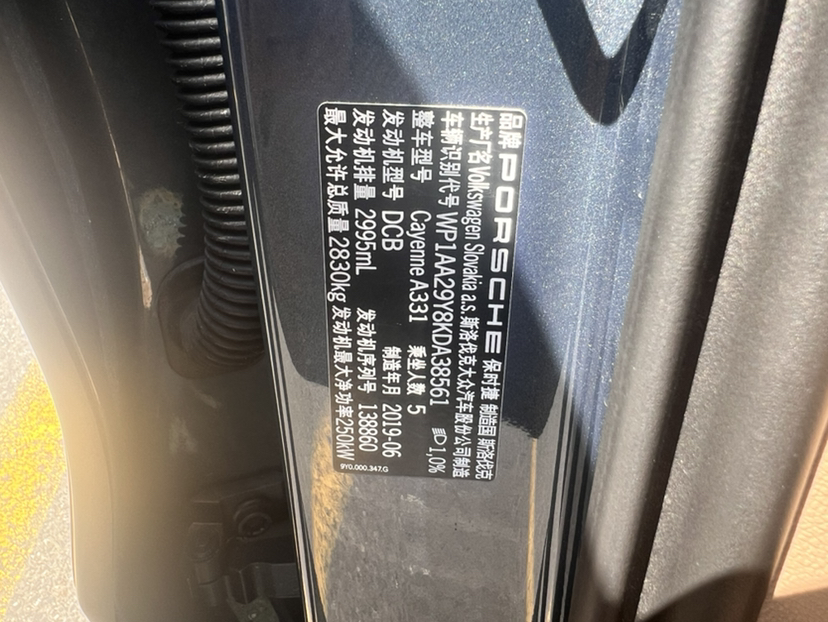 品牌 PORSCHE 保时捷 制造国 斯洛伐克
生产厂名 Volkswagen Slovakia a.s. 斯洛伐克大众汽车股份公司制造
车辆识别代号 WP1AA29Y8KDA38561 1,0%
整车型号 Cayenne A331 乘坐人数 5
发动机型号 DCB 制造年月 2019-06
发动机排量 2995mL 发动机序列号 138860
最大允许总质量 2830kg 发动机最大净功率250kW
9Y0.000.347.G